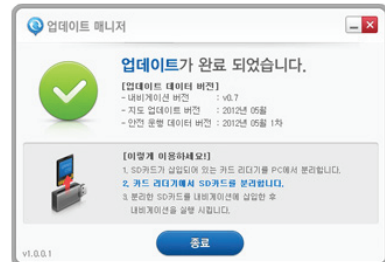 업데이트 매니저
업데이트가 완료 되었습니다.
[업데이트 데이터 버전]
- 내비게이션 버전 : v0.7
- 지도 업데이트 버전 : 2012년 05월
- 안전 운행 데이터 버전 : 2012년 05월 1차
[이렇게 이용하세요!]
1. SD카드가 삽입되어 있는 카드 리더기를 PC에서 분리합니다.
2. 카드 리더기에서 SD카드를 분리합니다.
3. 분리한 SD카드를 내비게이션에 삽입한 후
내비게이션을 실행 시킵니다.
종료
v1.0.0.1